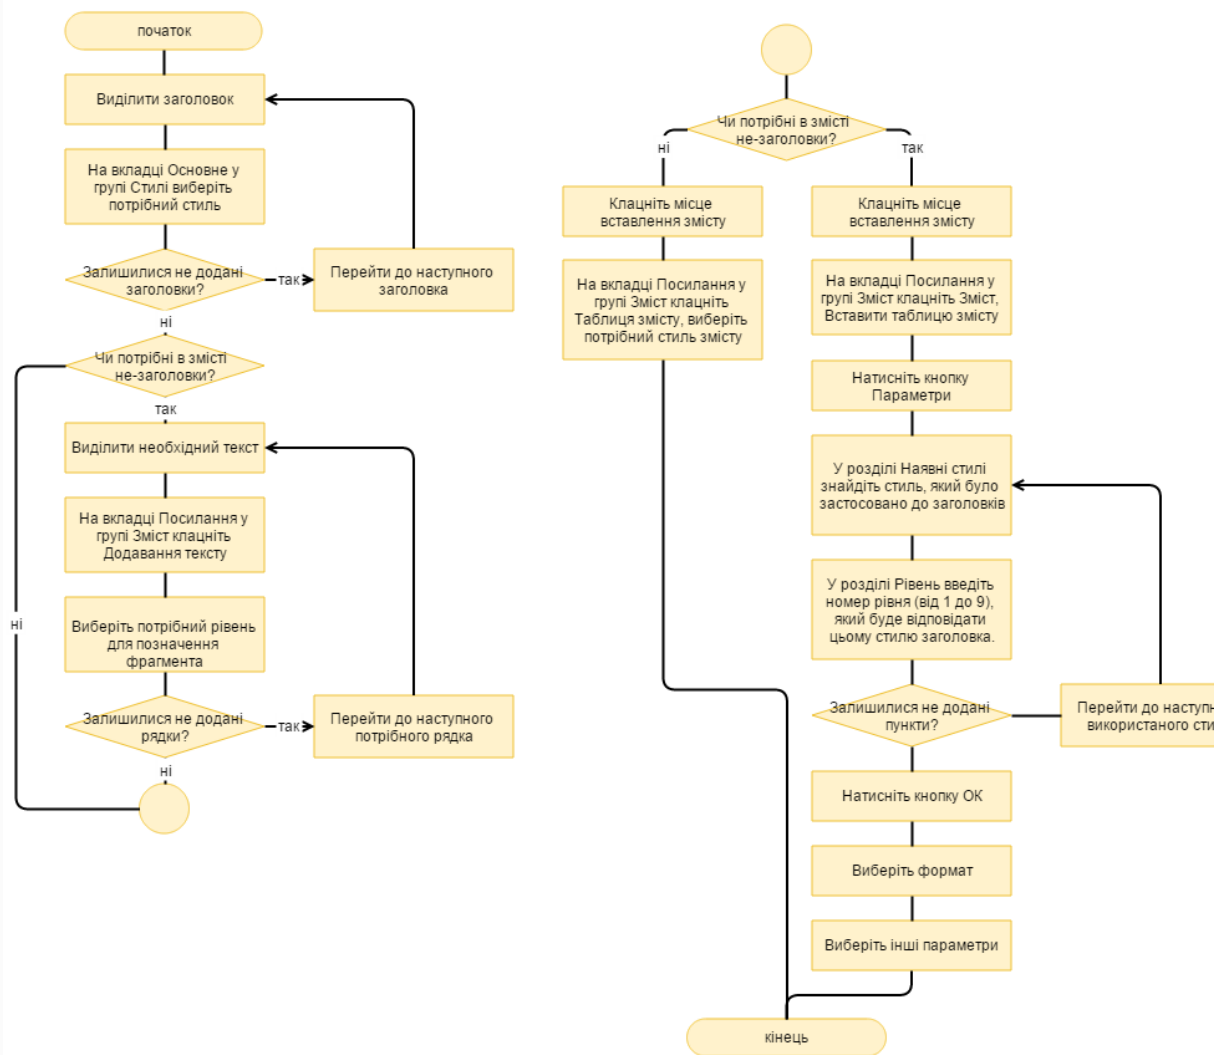 початок
Виділити заголовок
На вкладці Основне у
групі Стилі виберіть
потрібний стиль
Залишилися не додані
заголовки?
так
Перейти до наступного
заголовка
ні
Чи потрібні в змісті
не-заголовки?
ні
так
Виділити необхідний текст
На вкладці Посилання у
групі Зміст клацніть
Додавання тексту
Виберіть потрібний рівень
для позначення
фрагмента
Залишилися не додані
рядки?
так
Перейти до наступного
потрібного рядка
ні
Чи потрібні в змісті
не-заголовки?
ні
так
Клацніть місце
вставлення змісту
На вкладці Посилання у
групі Зміст клацніть
Таблиця змісту, виберіть
потрібний стиль змісту
Клацніть місце
вставлення змісту
На вкладці Посилання у
групі Зміст клацніть Зміст,
Вставити таблицю змісту
Натисніть кнопку
Параметри
У розділі Наявні стилі
знайдіть стиль, який було
застосовано до заголовків
У розділі Рівень введіть
номер рівня (від 1 до 9),
який буде відповідати
цьому стилю заголовка.
Залишилися не додані
пункти?
Перейти до
використаного
Натисніть кнопку ОК
Виберіть формат
Виберіть інші параметри
кінець